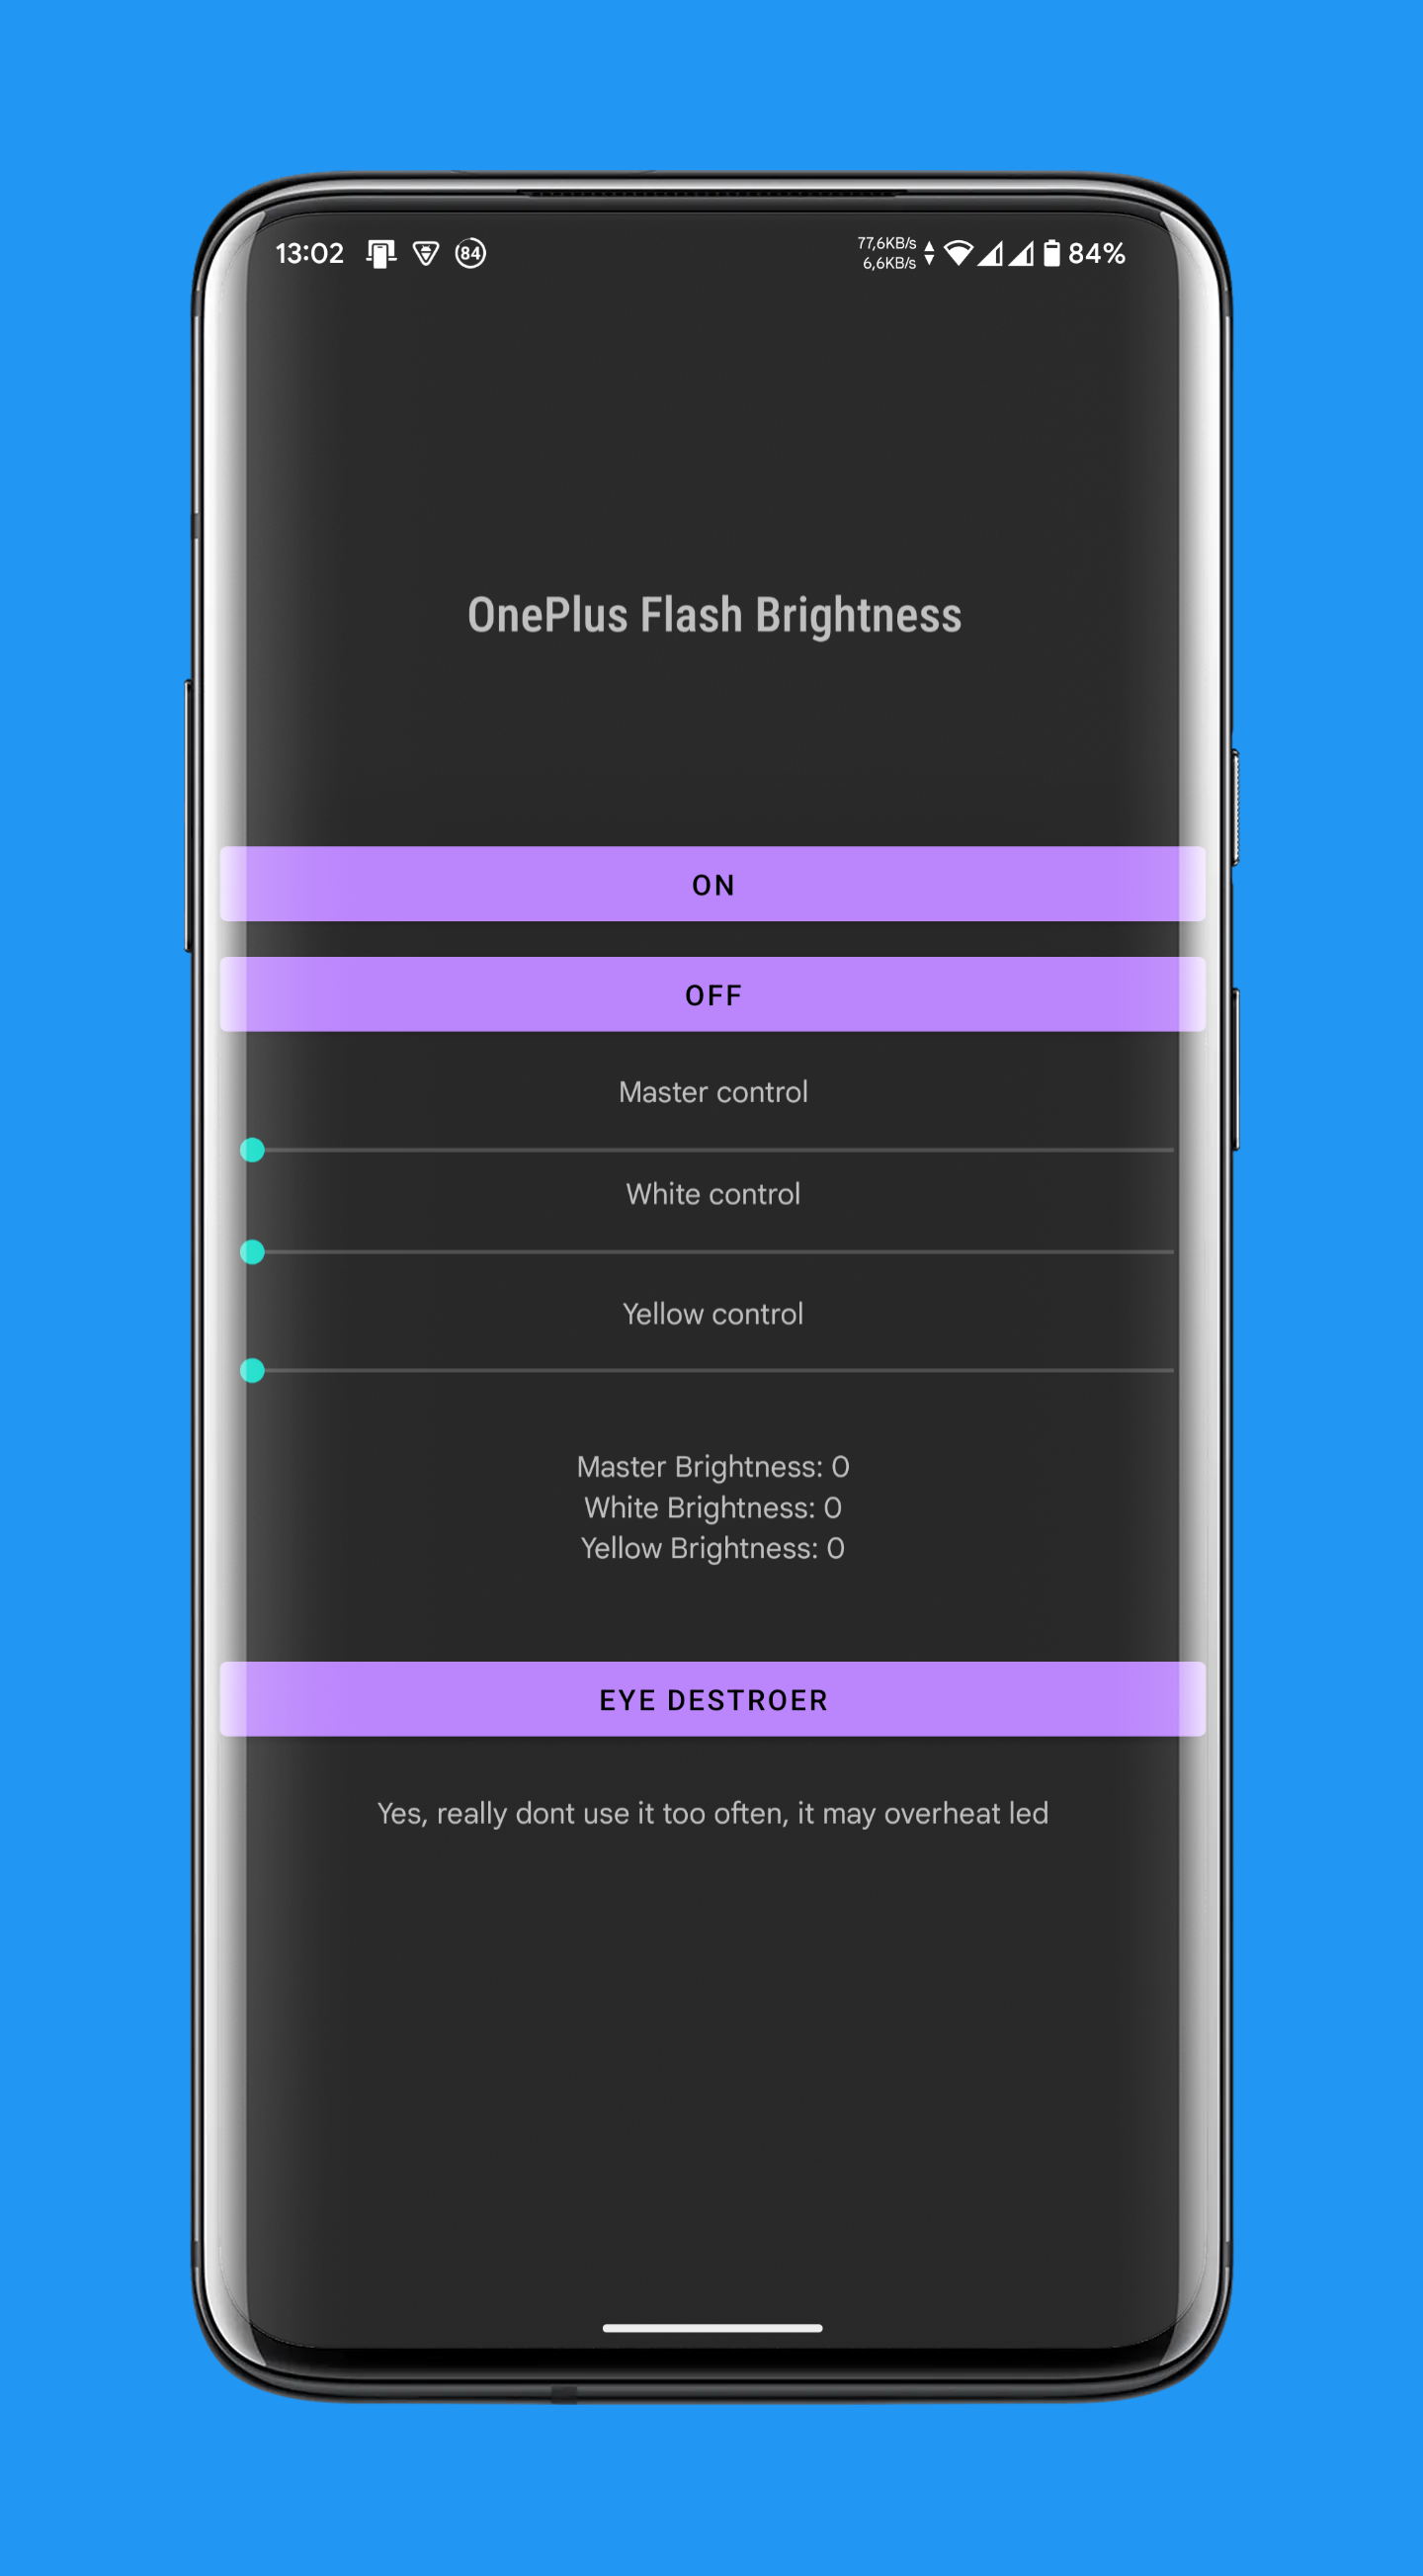 13:02 84 77,6KB/s 84%
6,6KB/s
OnePlus Flash Brightness
ON
OFF
Master control
White control
Yellow control
Master Brightness: 0
White Brightness: 0
Yellow Brightness: 0
EYE DESTROER
Yes, really dont use it too often, it may overheat led